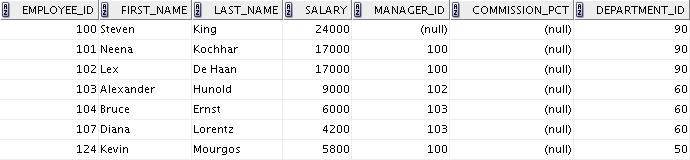 EMPLOYEE_ID FIRST_NAME LAST_NAME SALARY MANAGER_ID COMMISSION_PCT DEPARTMENT_ID
100 Steven King 24000 (null) (null) 90
101 Neena Kochhar 17000 100 (null) 90
102 Lex De Haan 17000 100 (null) 90
103 Alexander Hunold 9000 102 (null) 60
104 Bruce Ernst 6000 103 (null) 60
107 Diana Lorentz 4200 103 (null) 60
124 Kevin Mourgos 5800 100 (null) 50